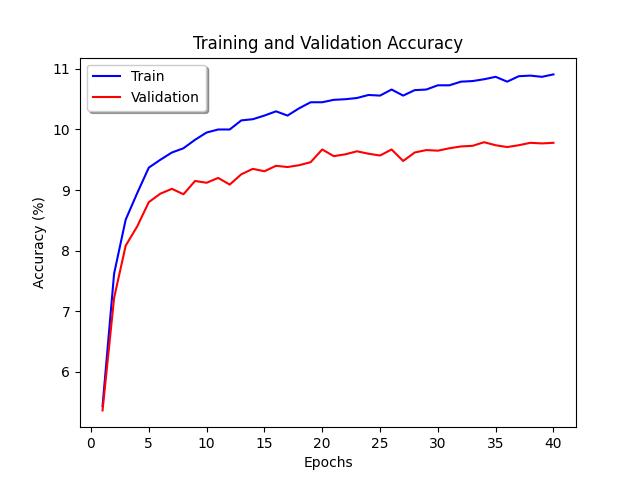 Training and Validation Accuracy
Train
Validation
11
10
9
8
7
6
Accuracy (%)
0 5 10 15 20 25 30 35 40
Epochs